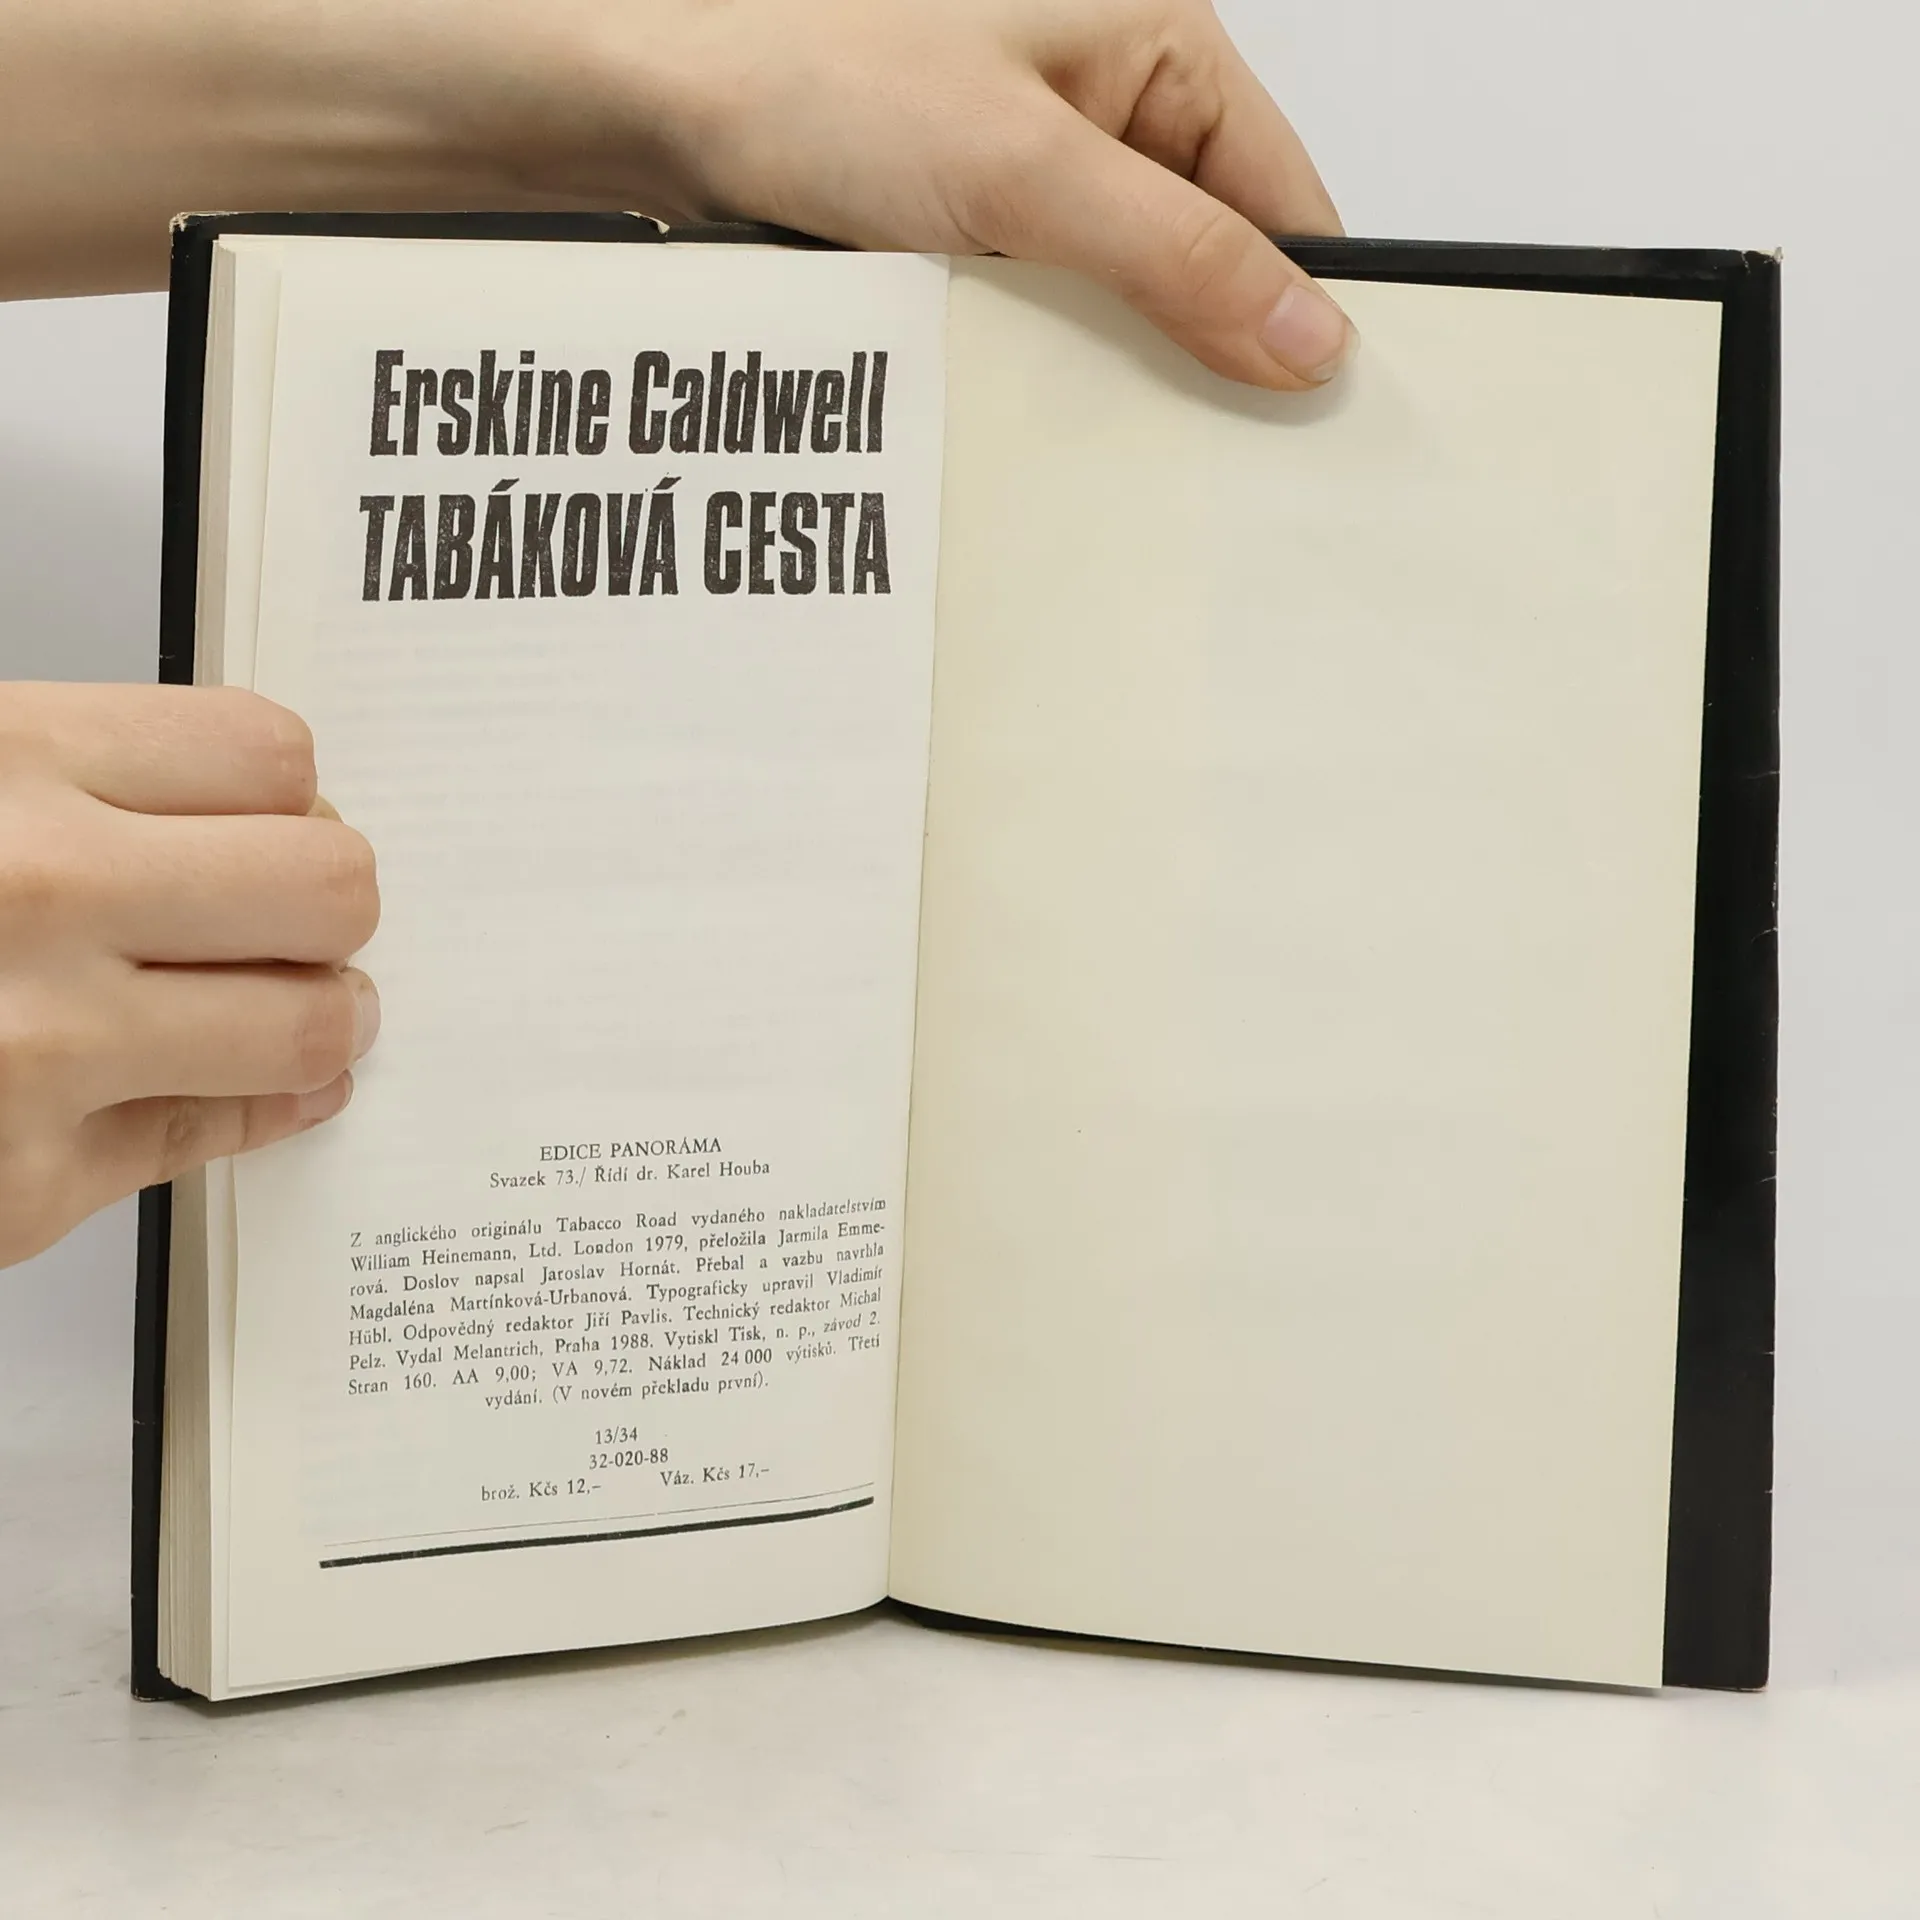 Erskine Caldwell
TABÁKOVÁ CESTA
EDICE PANORÁMA
Svazek 73./ Řídí dr. Karel Houba
Z anglického originálu Tabacco Road vydaného nakladatelstvím
William Heinemann, Ltd. London 1979, přeložila Jarmila Emme-
rová. Doslov napsal Jaroslav Hornát. Přebal a vazbu navrhla
Magdaléna Martínková-Urbanová. Typograficky upravil Vladimír
Hübl. Odpovědný redaktor Jiří Pavlis. Technický redaktor Michal
Pelz. Vydal Melantrich, Praha 1988. Vytiskl Tisk, n. p., závod 2.
Stran 160. AA 9,00; VA 9,72. Náklad 24 000 výtisků. Třetí
vydání. (V novém překladu první).
13/34
32-020-88
brož. Kčs 12,– Váz. Kčs 17,–